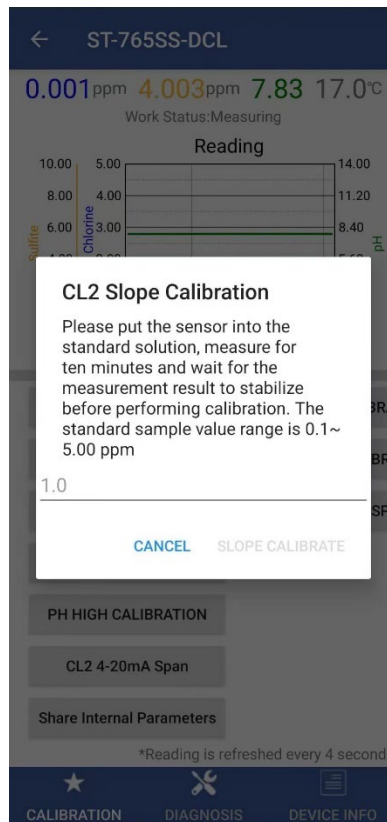 ← ST-765SS-DCL
0.001ppm 4.003ppm 7.83 17.0℃
Work Status:Measuring
Reading
10.00 5.00 14.00
8.00 4.00 11.20
6.00 3.00 8.40
Sulfite
Chlorine
pH
CL2 Slope Calibration
Please put the sensor into the
standard solution, measure for
ten minutes and wait for the
measurement result to stabilize
before performing calibration. The
standard sample value range is 0.1~
5.00 ppm
1.0
CANCEL SLOPE CALIBRATE
PH HIGH CALIBRATION
CL2 4-20mA Span
Share Internal Parameters
*Reading is refreshed every 4 second
CALIBRATION DIAGNOSIS DEVICE INFO